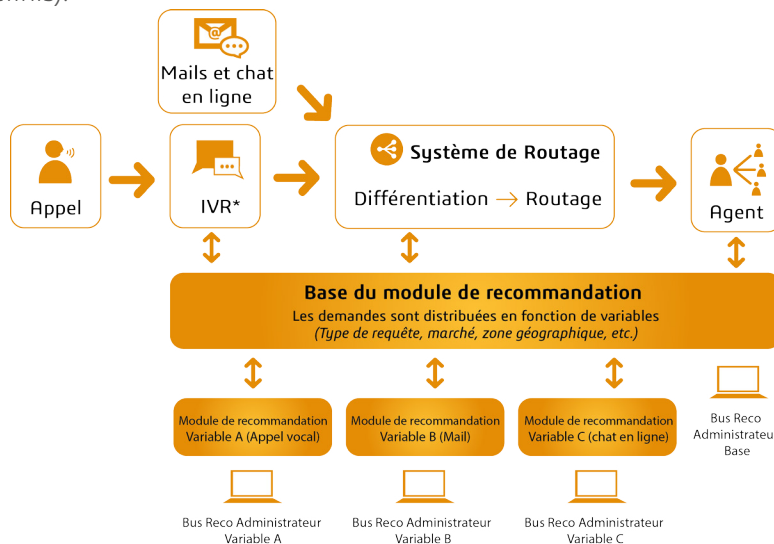 Mails et chat
en ligne
Appel
IVR*
Système de Routage
Différentiation → Routage
Agent
Base du module de recommandation
Les demandes sont distribuées en fonction de variables
(Type de requête, marché, zone géographique, etc.)
Module de recommandation
Variable A (Appel vocal)
Module de recommandation
Variable B (Mail)
Module de recommandation
Variable C (chat en ligne)
Bus Reco
Administrateu
Base
Bus Reco Administrateur
Variable A
Bus Reco Administrateur
Variable B
Bus Reco Administrateur
Variable C